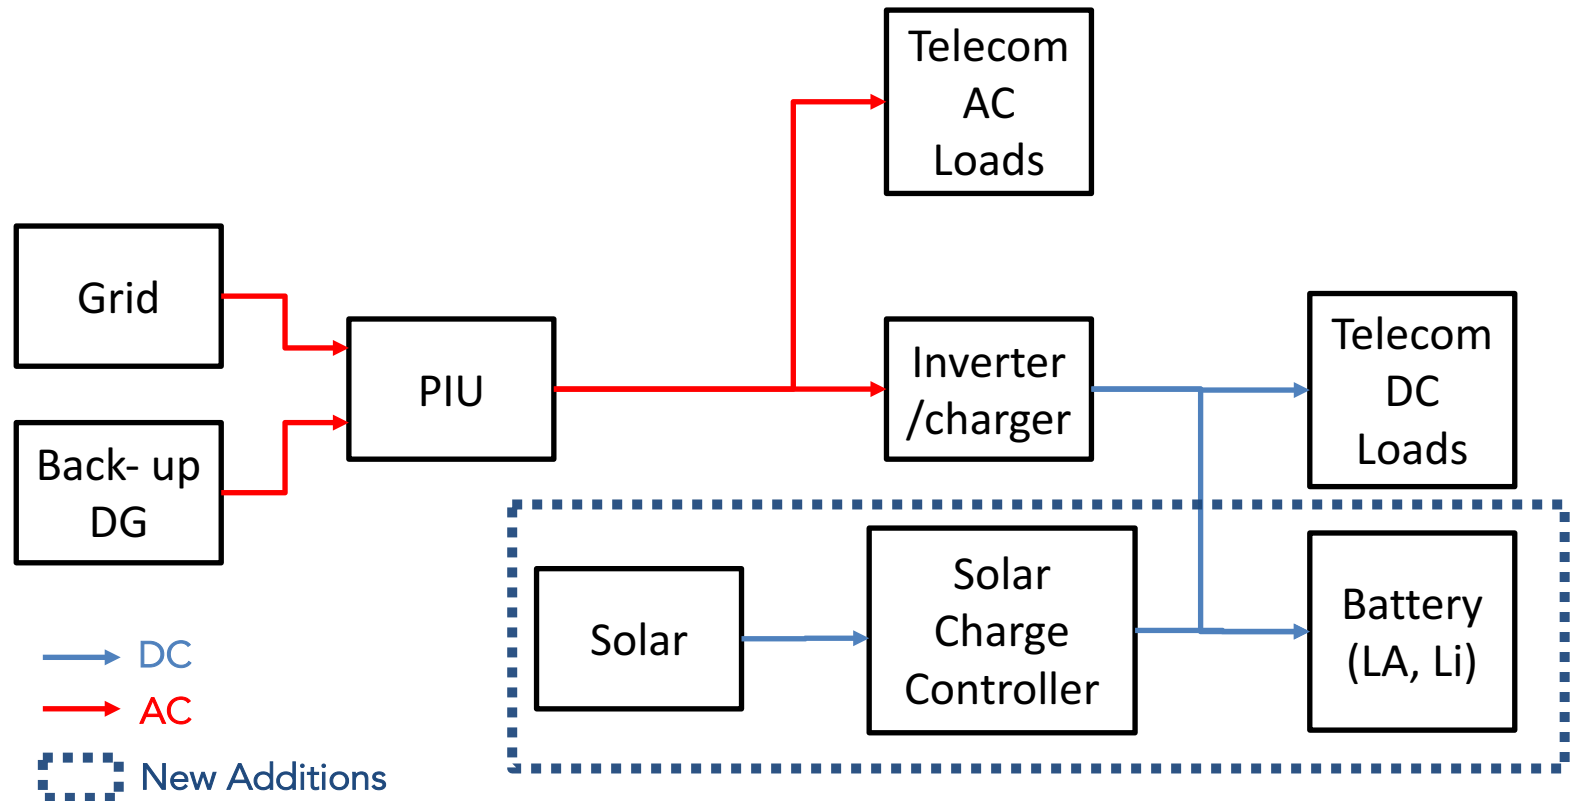 Telecom
AC
Loads
Grid
PIU
Inverter
/charger
Telecom
DC
Loads
Back- up
DG
Solar
Solar
Charge
Controller
Battery
(LA, Li)
DC
AC
New Additions